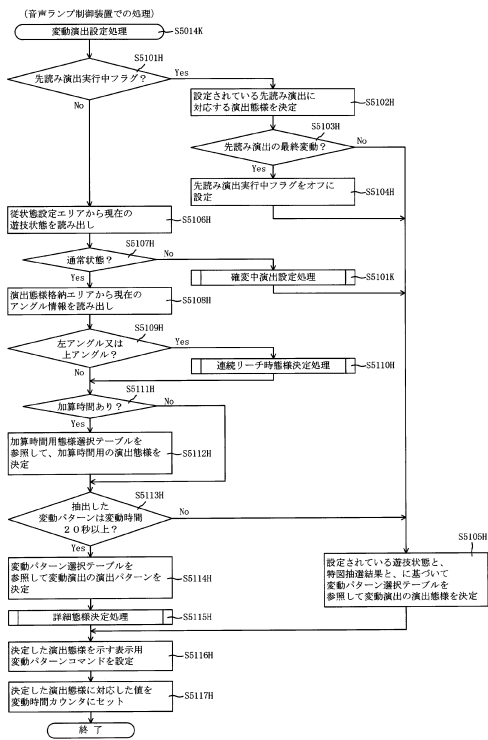 (音声ランプ制御装置での処理)
変動演出設定処理
S5014K
S5101H
先読み演出実行中フラグ?
Yes
No
設定されている先読み演出に
対応する演出態様を決定
S5102H
S5103H
先読み演出の最終変動?
No
Yes
先読み演出実行中フラグをオフに
設定
S5104H
従状態設定エリアから現在の
遊技状態を読み出し
S5106H
S5107H
通常状態?
No
Yes
確変中演出設定処理
S5101K
演出態様格納エリアから現在の
アングル情報を読み出し
S5108H
S5109H
左アングル又は
上アングル?
Yes
No
連続リーチ時態様決定処理
S5110H
S5111H
加算時間あり?
No
Yes
加算時間用態様選択テーブルを
参照して、加算時間用の演出態様を
決定
S5112H
S5113H
抽出した
変動パターンは変動時間
20秒以上?
No
Yes
S5105H
設定されている遊技状態と、
特図抽選結果と、に基づいて
変動パターン選択テーブルを
参照して変動演出の演出態様を決定
変動パターン選択テーブルを
参照して変動演出の演出パターンを
決定
S5114H
詳細態様決定処理
S5115H
決定した演出態様を示す表示用
変動パターンコマンドを設定
S5116H
決定した演出態様に対応した値を
変動時間カウンタにセット
S5117H
終了